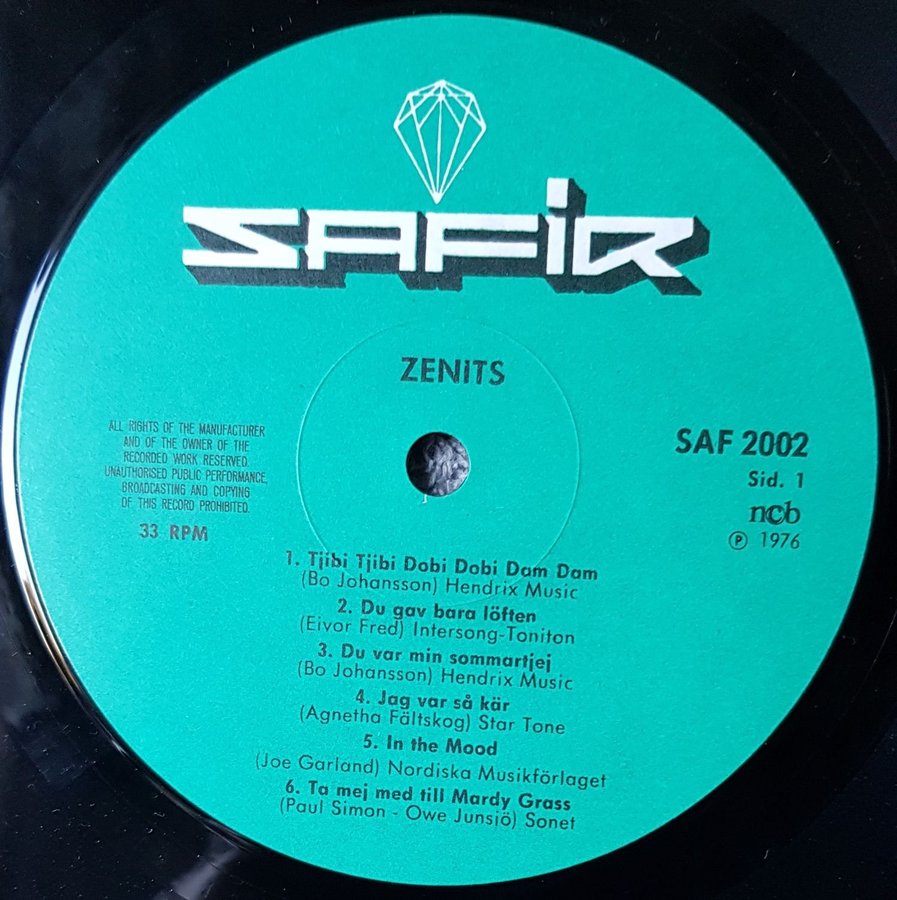 SAFIR
ZENITS
ALL RIGHTS OF THE MANUFACTURER
AND OF THE OWNER OF THE
RECORDED WORK RESERVED.
UNAUTHORISED PUBLIC PERFORMANCE,
BROADCASTING AND COPYING
OF THIS RECORD PROHIBITED.
33 RPM
SAF 2002
Sid. 1
ncb
Ⓟ 1976
1. Tjibi Tjibi Dobi Dobi Dam Dam
(Bo Johansson) Hendrix Music
2. Du gav bara löften
(Eivor Fred) Intersong-Toniton
3. Du var min sommartjej
(Bo Johansson) Hendrix Music
4. Jag var så kär
(Agnetha Fältskog) Star Tone
5. In the Mood
(Joe Garland) Nordiska Musikförlaget
6. Ta mej med till Mardy Grass
(Paul Simon - Owe Junsjö) Sonet